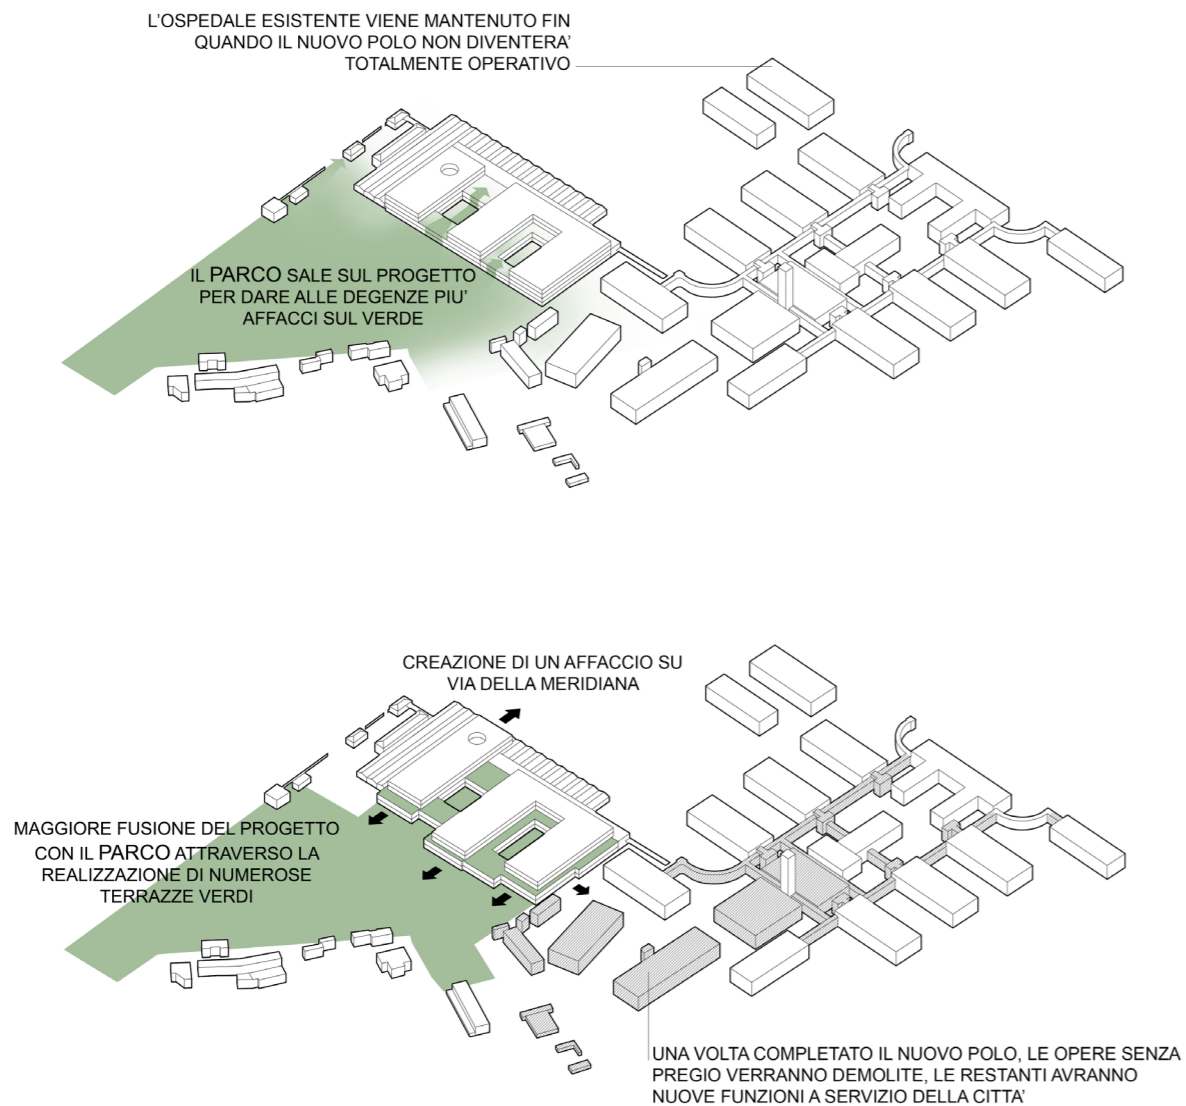 L'OSPEDALE ESISTENTE VIENE MANTENUTO FIN
QUANDO IL NUOVO POLO NON DIVENTERA'
TOTALMENTE OPERATIVO
IL PARCO SALE SUL PROGETTO
PER DARE ALLE DEGENZE PIU'
AFFACCI SUL VERDE
CREAZIONE DI UN AFFACCIO SU
VIA DELLA MERIDIANA
MAGGIORE FUSIONE DEL PROGETTO
CON IL PARCO ATTRAVERSO LA
REALIZZAZIONE DI NUMEROSE
TERRAZZE VERDI
UNA VOLTA COMPLETATO IL NUOVO POLO, LE OPERE SENZA
PREGIO VERRANNO DEMOLITE, LE RESTANTI AVRANNO
NUOVE FUNZIONI A SERVIZIO DELLA CITTA'